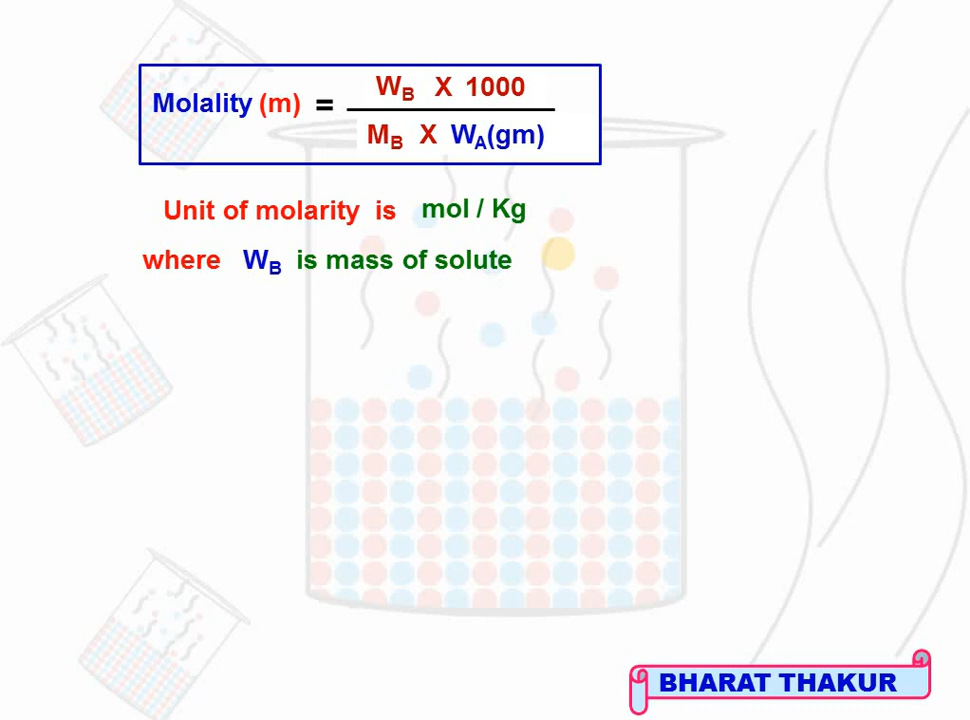 Molality (m) = W_B X 1000
M_B X W_A(gm)
Unit of molarity is mol / Kg
where W_B is mass of solute
BHARAT THAKUR